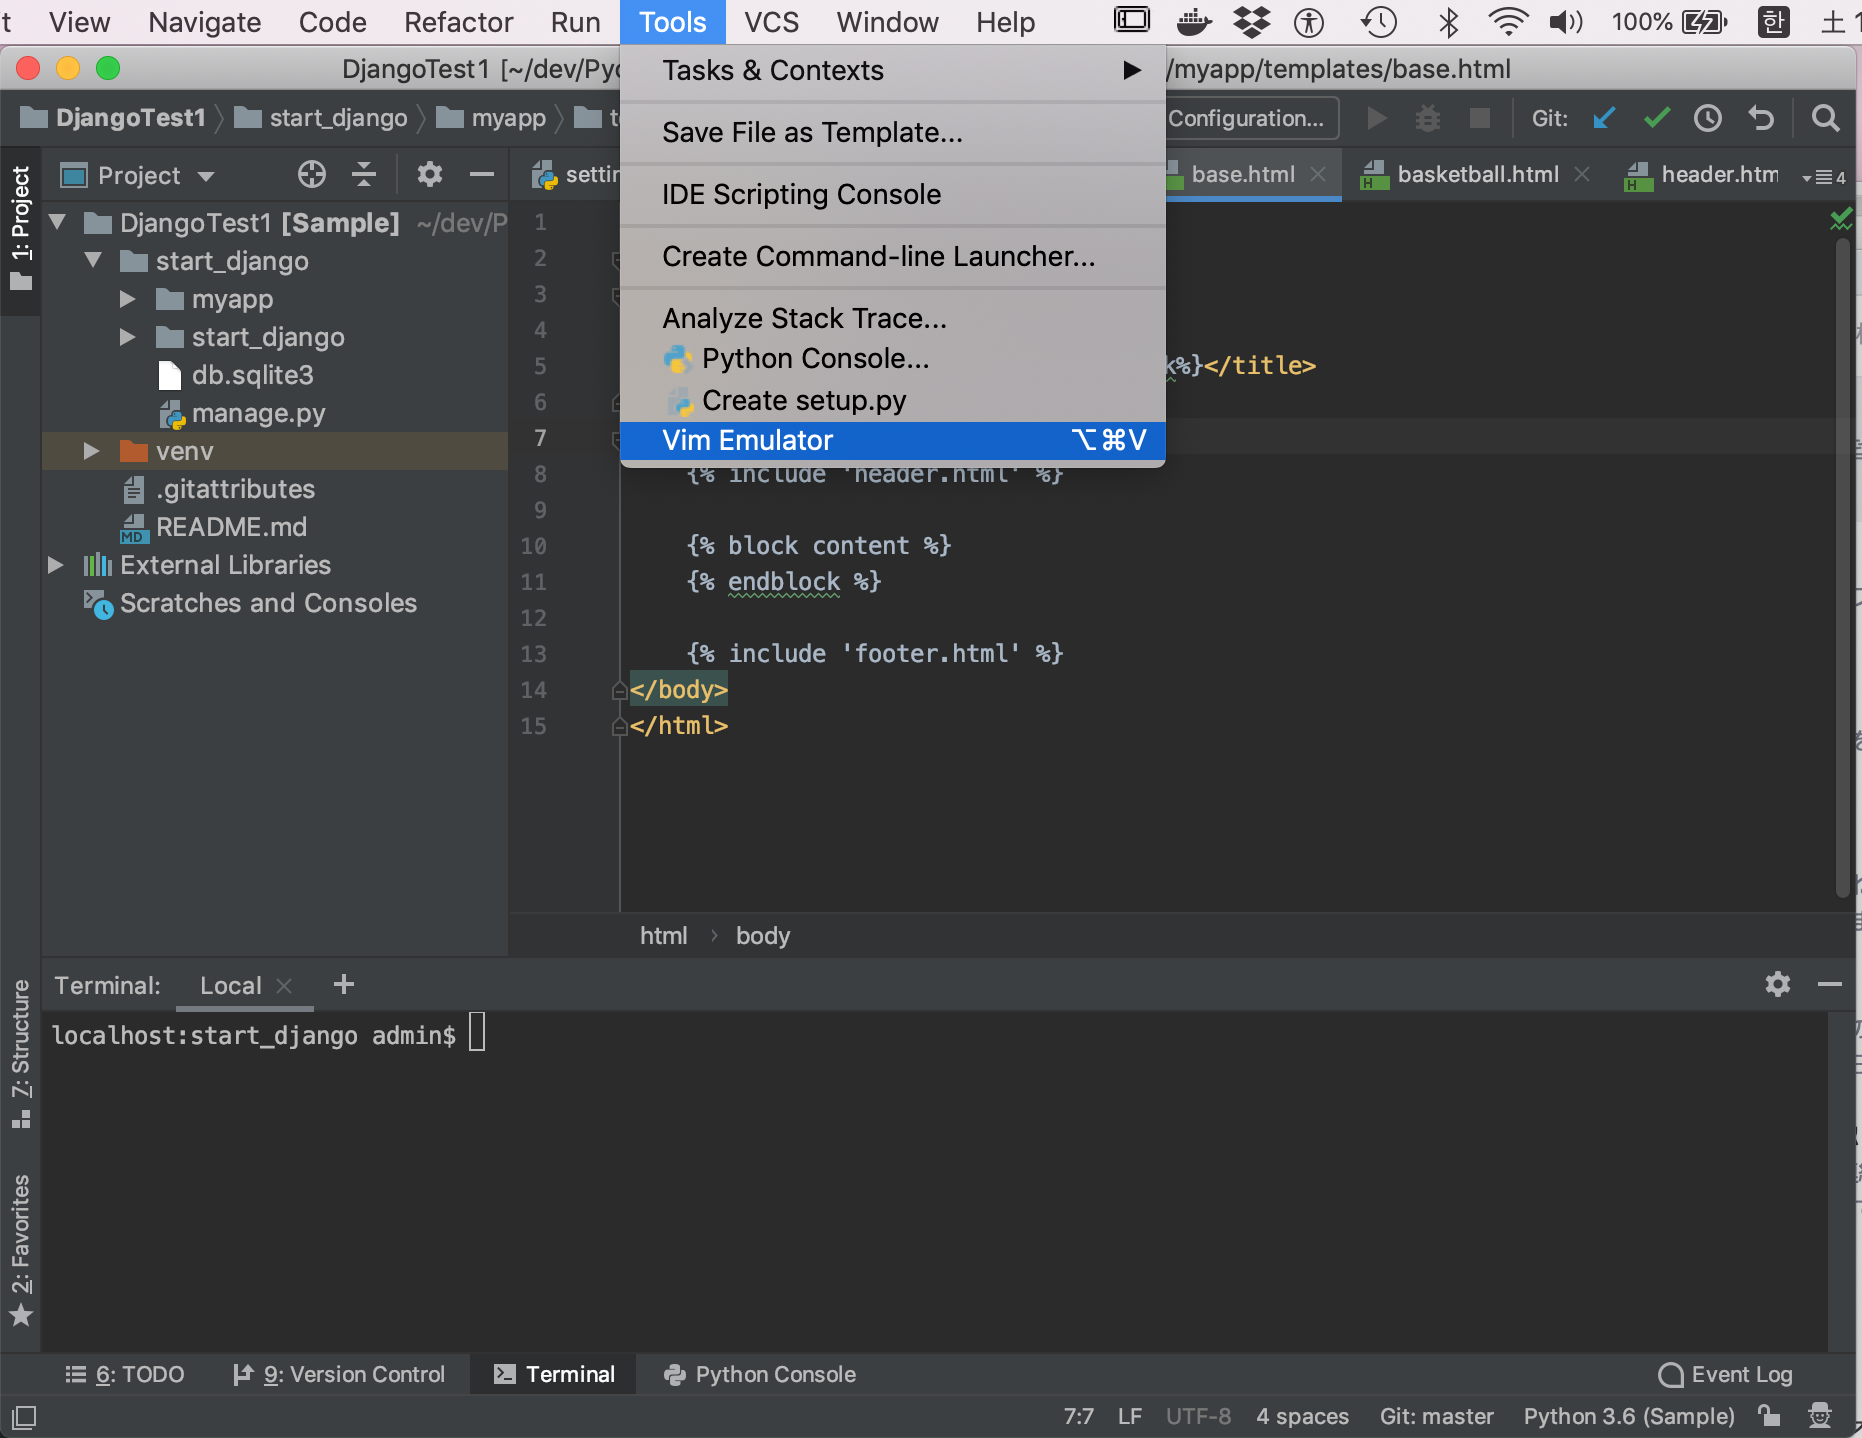 t View Navigate Code Refactor Run Tools VCS Window Help 100% 한 土 1
DjangoTest1 [~/dev/Pyc /myapp/templates/base.html
DjangoTest1 start_django myapp Configuration... Git:
1: Project
Project
settin base.html basketball.html header.htm 4
Tasks & Contexts
Save File as Template...
IDE Scripting Console
Create Command-line Launcher...
Analyze Stack Trace...
Python Console...
Create setup.py
Vim Emulator ⌥⌘V
DjangoTest1 [Sample] ~/dev/P
start_django
myapp
start_django
db.sqlite3
manage.py
venv
.gitattributes
README.md
External Libraries
Scratches and Consoles
1
2
3
4
5 %}</title>
6
7
8 {% include 'header.html' %}
9
10 {% block content %}
11 {% endblock %}
12
13 {% include 'footer.html' %}
14 </body>
15 </html>
html › body
Terminal: Local
localhost:start_django admin$
7: Structure
2: Favorites
6: TODO 9: Version Control Terminal Python Console Event Log
7:7 LF UTF-8 4 spaces Git: master Python 3.6 (Sample)